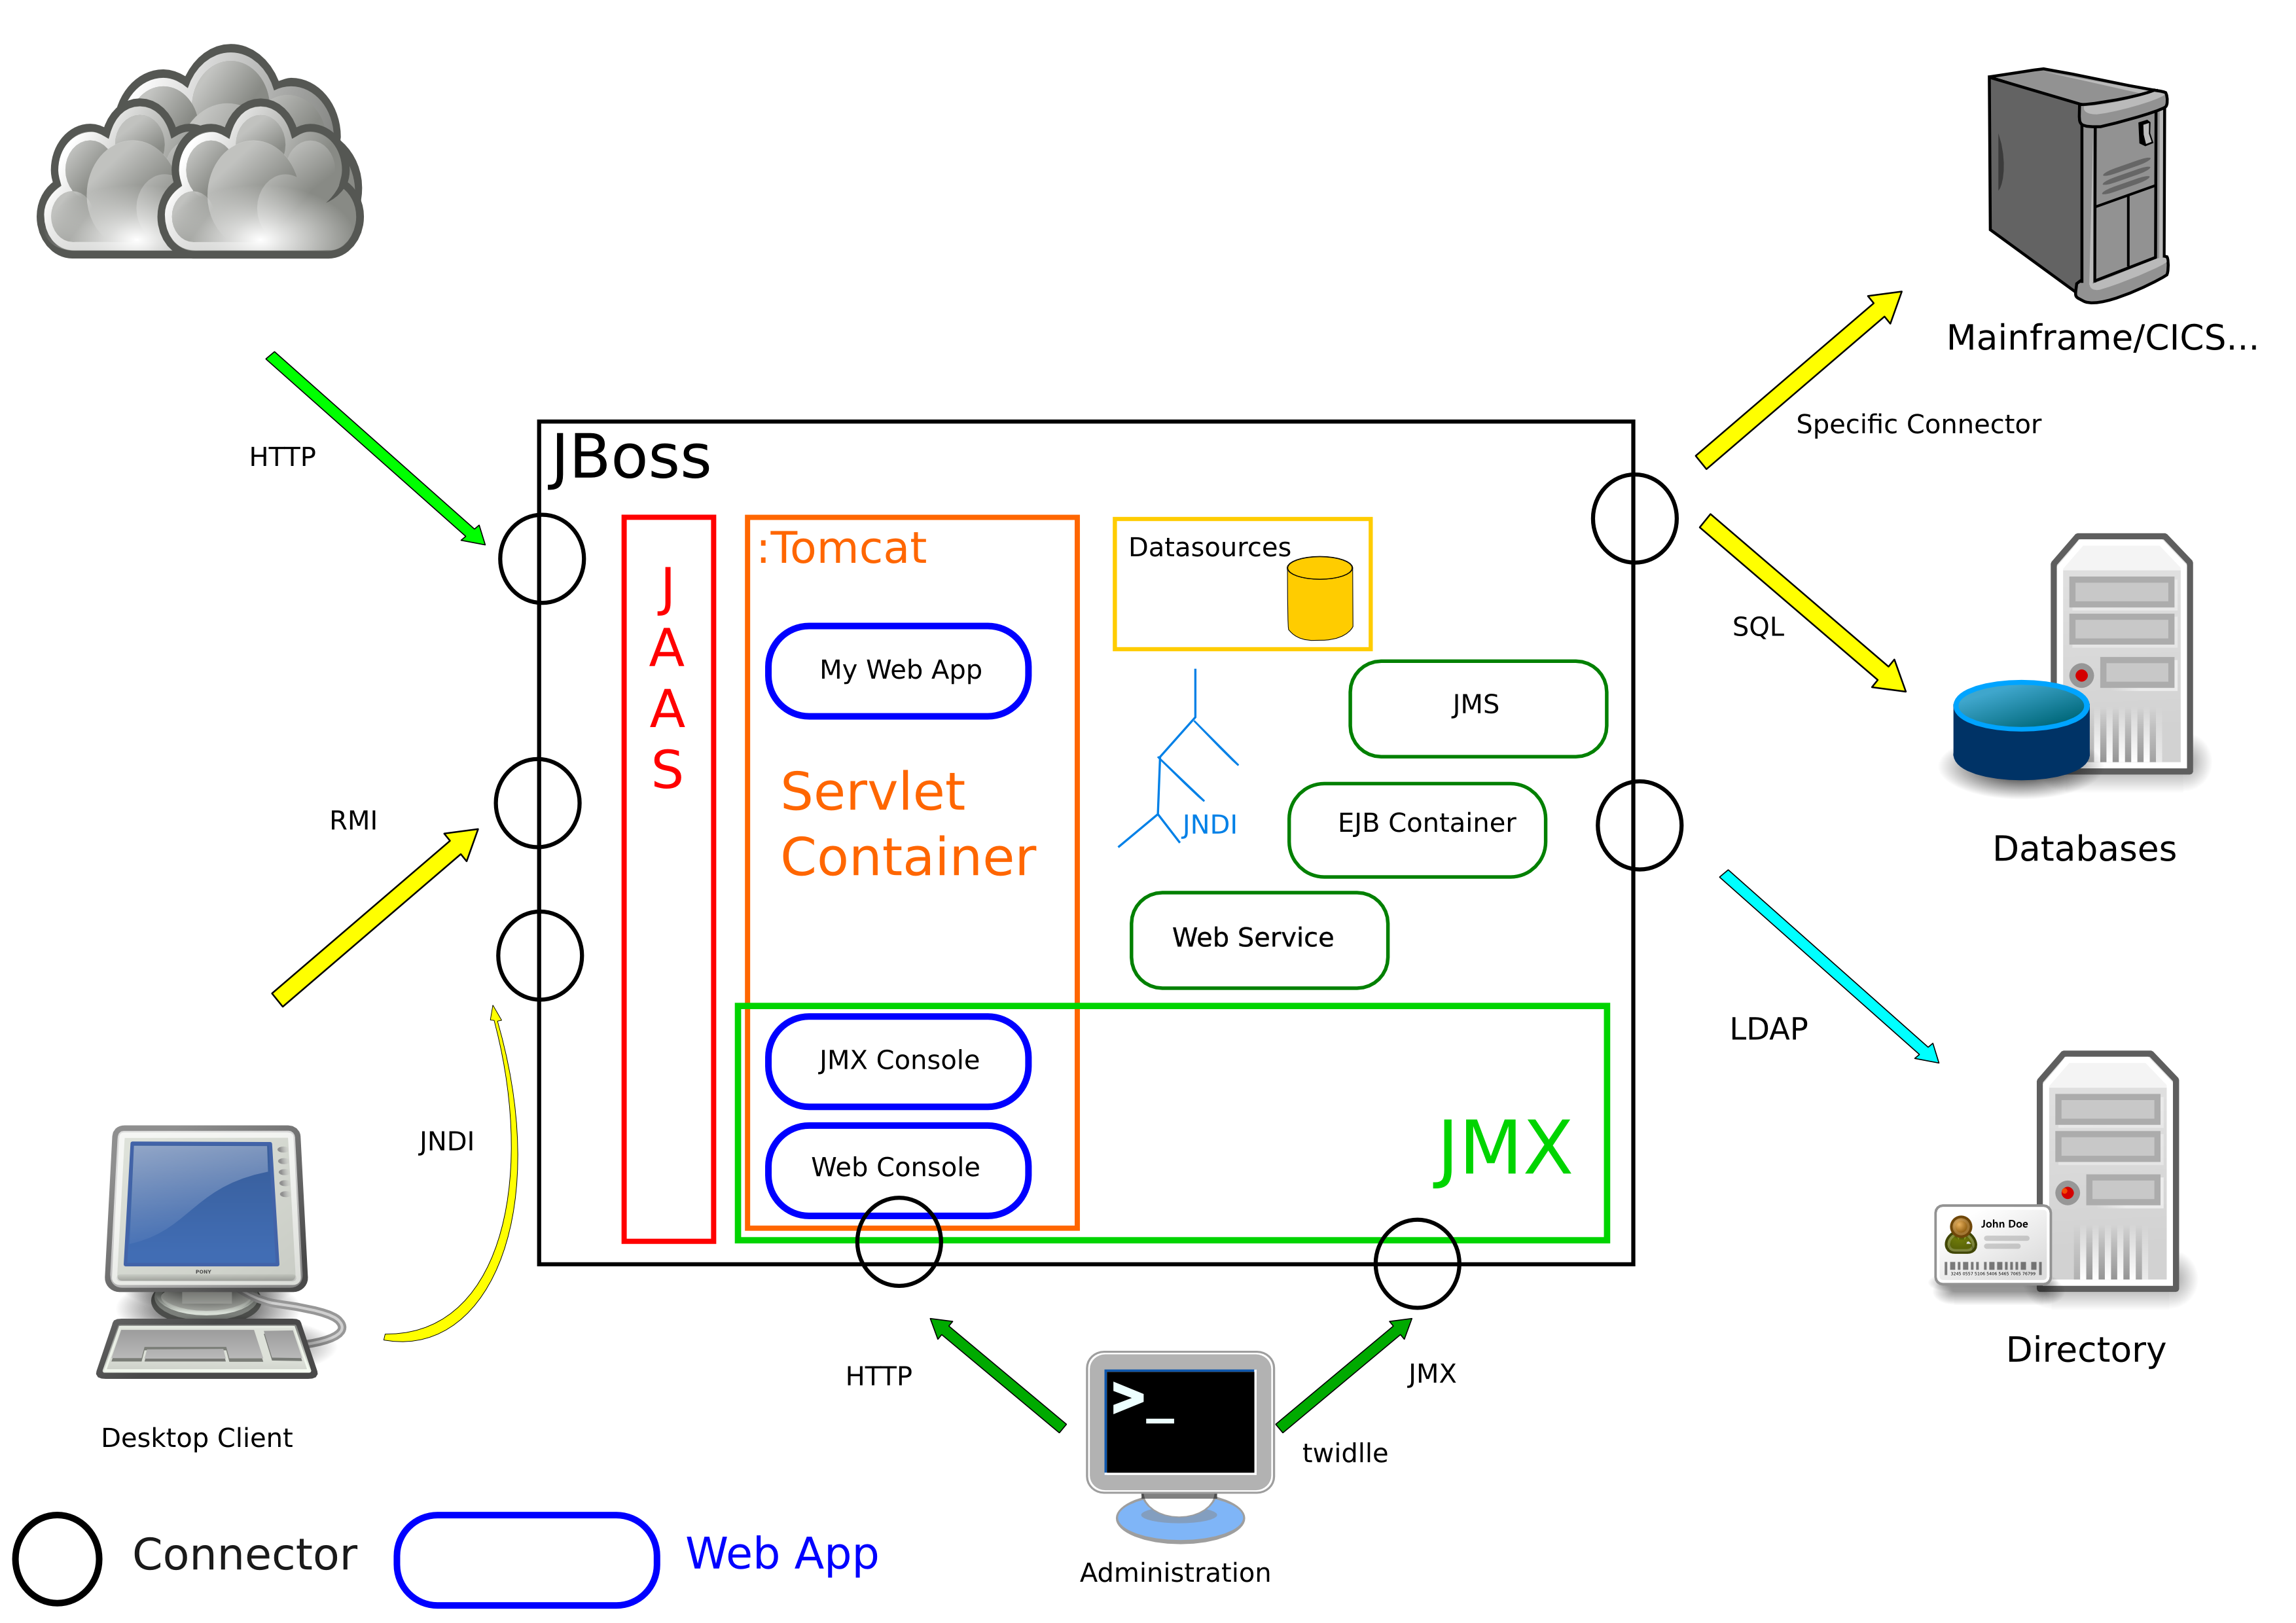 Mainframe/CICS...
Specific Connector
HTTP
JBoss
:Tomcat
Datasources
J
A
A
S
SQL
My Web App
JMS
Servlet
Container
RMI
JNDI
EJB Container
Databases
Web Service
LDAP
JMX Console
JNDI
JMX
Web Console
John Doe
PONY
Directory
HTTP
>_
JMX
twidlle
Desktop Client
Administration
Connector
Web App